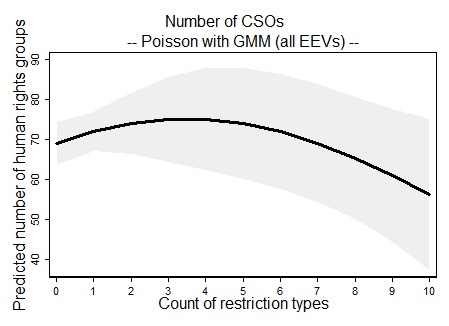 Number of CSOs
-- Poisson with GMM (all EEVs) --
Predicted number of human rights groups
90
80
70
60
50
40
0 1 2 3 4 5 6 7 8 9 10
Count of restriction types